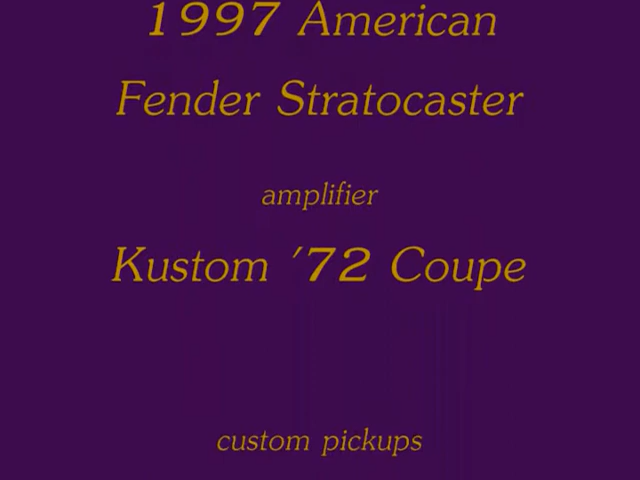 1997 American
Fender Stratocaster
amplifier
Kustom '72 Coupe
custom pickups